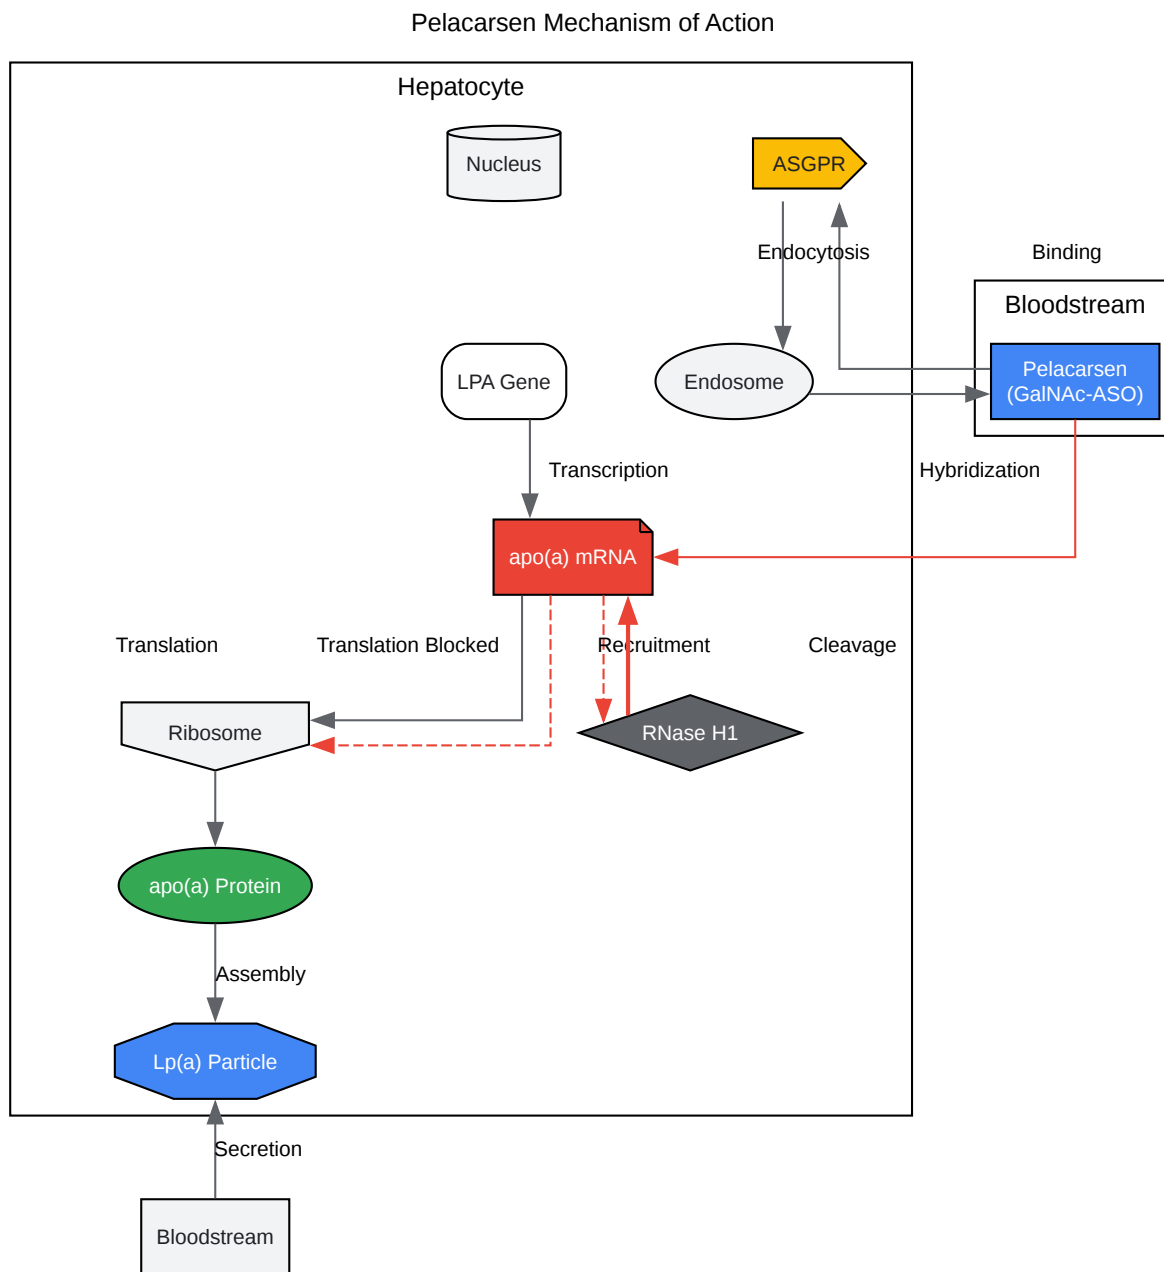 Pelacarsen Mechanism of Action
Hepatocyte
Nucleus
ASGPR
Endocytosis
Binding
Bloodstream
LPA Gene
Endosome
Pelacarsen
(GalNAc-ASO)
Transcription
Hybridization
apo(a) mRNA
Translation
Translation Blocked
Recruitment
Cleavage
Ribosome
RNase H1
apo(a) Protein
Assembly
Lp(a) Particle
Secretion
Bloodstream